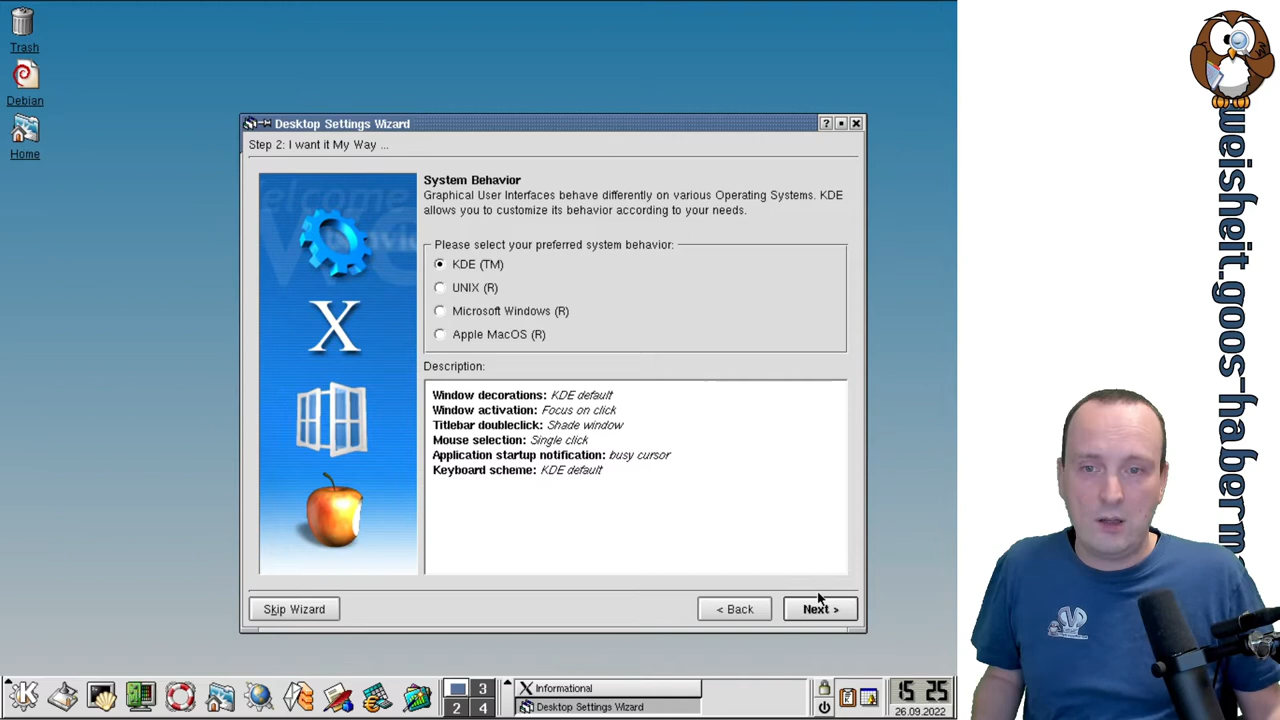 Trash
Debian
Home
Desktop Settings Wizard
Step 2: I want it My Way ...
System Behavior
Graphical User Interfaces behave differently on various Operating Systems. KDE
allows you to customize its behavior according to your needs.
Please select your preferred system behavior:
KDE (TM)
UNIX (R)
Microsoft Windows (R)
Apple MacOS (R)
Description:
Window decorations: KDE default
Window activation: Focus on click
Titlebar doubleclick: Shade window
Mouse selection: Single click
Application startup notification: busy cursor
Keyboard scheme: KDE default
Skip Wizard
< Back
Next >
3
2 4
Informational
Desktop Settings Wizard
15 25
26.09.2022
weisheit.goos-haberm